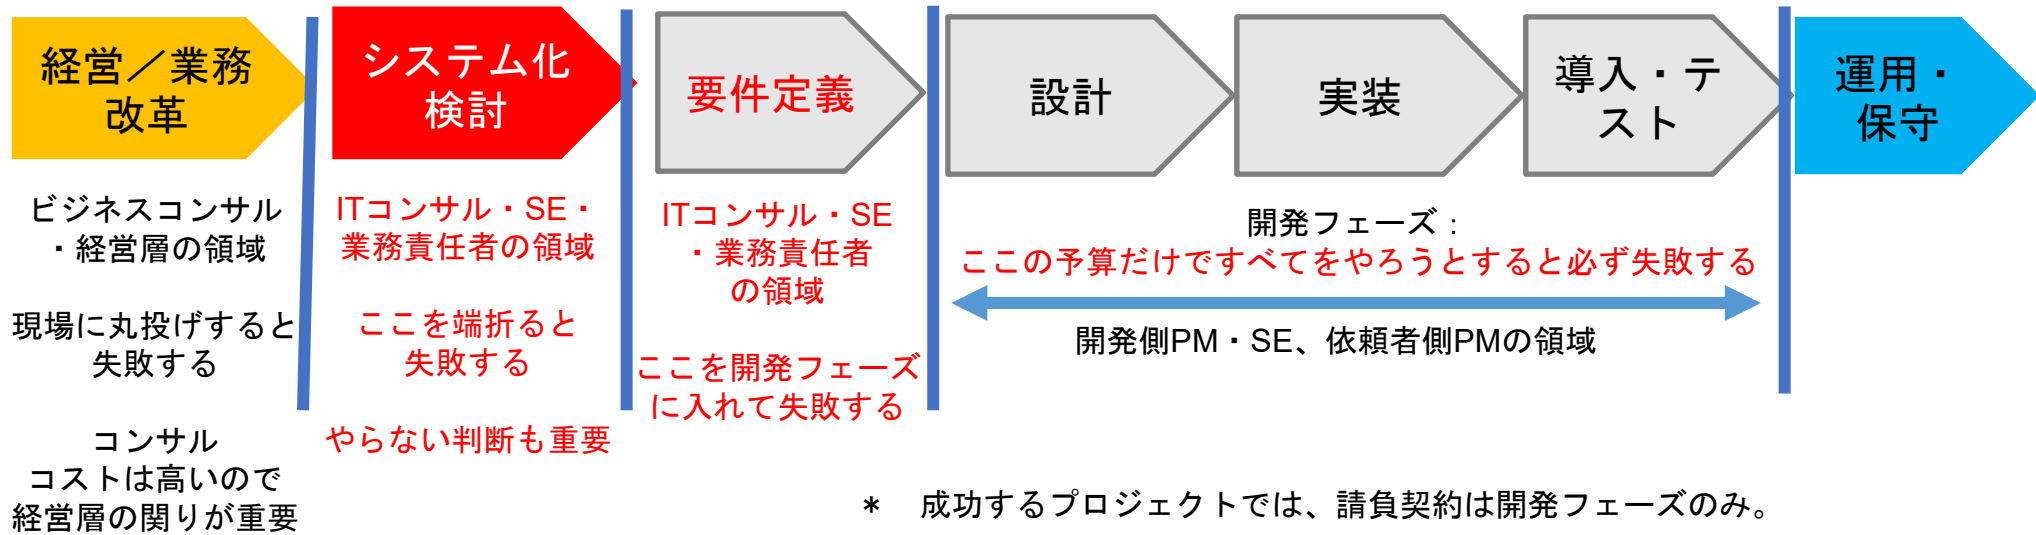 経営／業務
改革
システム化
検討
要件定義
設計
実装
導入・テ
スト
運用・
保守
ビジネスコンサル
・経営層の領域
現場に丸投げすると
失敗する
コンサル
コストは高いので
経営層の関りが重要
ITコンサル・SE・
業務責任者の領域
ここを端折ると
失敗する
やらない判断も重要
ITコンサル・SE
・業務責任者
の領域
ここを開発フェーズ
に入れて失敗する
開発フェーズ：
ここの予算だけですべてをやろうとすると必ず失敗する
開発側PM・SE、依頼者側PMの領域
＊　成功するプロジェクトでは、請負契約は開発フェーズのみ。